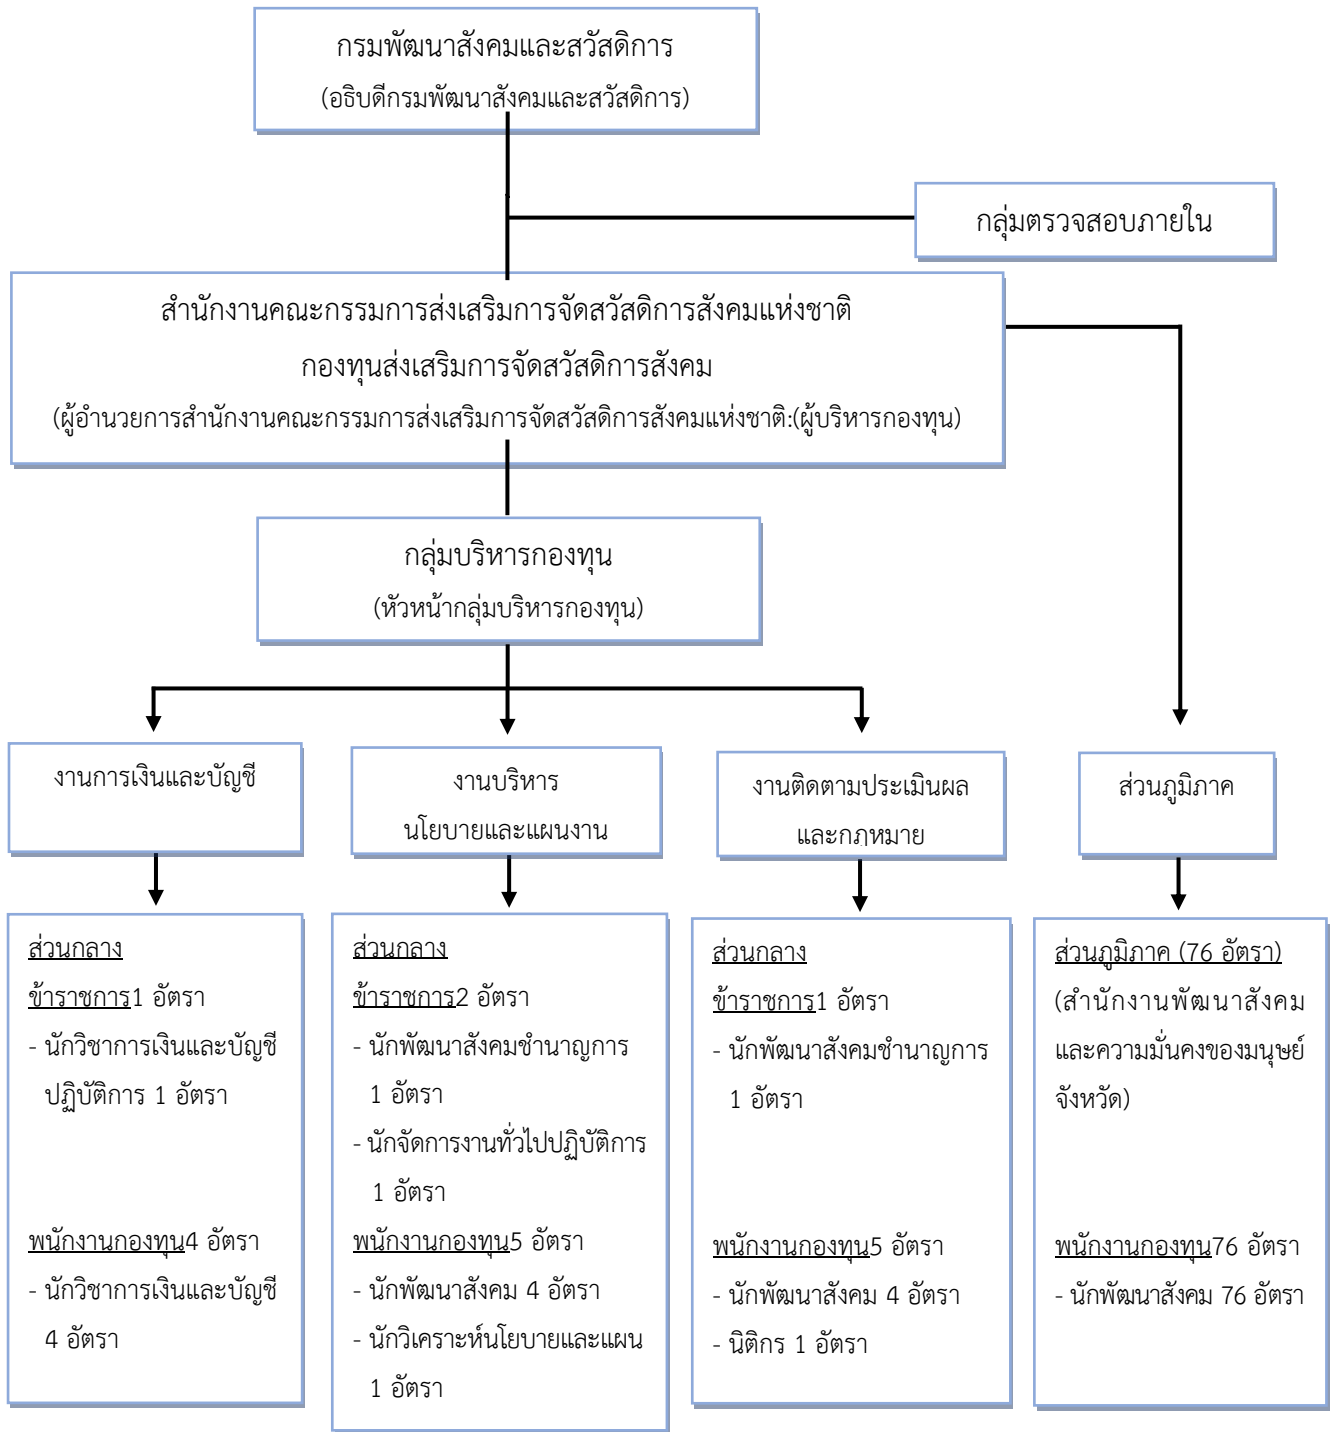 กรมพัฒนาสังคมและสวัสดิการ
(อธิบดีกรมพัฒนาสังคมและสวัสดิการ)
กลุ่มตรวจสอบภายใน
สำนักงานคณะกรรมการส่งเสริมการจัดสวัสดิการสังคมแห่งชาติ
กองทุนส่งเสริมการจัดสวัสดิการสังคม
(ผู้อำนวยการสำนักงานคณะกรรมการส่งเสริมการจัดสวัสดิการสังคมแห่งชาติ:(ผู้บริหารกองทุน)
กลุ่มบริหารกองทุน
(หัวหน้ากลุ่มบริหารกองทุน)
งานการเงินและบัญชี
งานบริหาร
นโยบายและแผนงาน
งานติดตามประเมินผล
และกฎหมาย
ส่วนภูมิภาค
ส่วนกลาง
ข้าราชการ1 อัตรา
- นักวิชาการเงินและบัญชี
ปฏิบัติการ 1 อัตรา
พนักงานกองทุน4 อัตรา
- นักวิชาการเงินและบัญชี
4 อัตรา
ส่วนกลาง
ข้าราชการ2 อัตรา
- นักพัฒนาสังคมชำนาญการ
1 อัตรา
- นักจัดการงานทั่วไปปฏิบัติการ
1 อัตรา
พนักงานกองทุน5 อัตรา
- นักพัฒนาสังคม 4 อัตรา
- นักวิเคราะห์นโยบายและแผน
1 อัตรา
ส่วนกลาง
ข้าราชการ1 อัตรา
- นักพัฒนาสังคมชำนาญการ
1 อัตรา
พนักงานกองทุน5 อัตรา
- นักพัฒนาสังคม 4 อัตรา
- นิติกร 1 อัตรา
ส่วนภูมิภาค (76 อัตรา)
(สำนักงานพัฒนาสังคม
และความมั่นคงของมนุษย์
จังหวัด)
พนักงานกองทุน76 อัตรา
- นักพัฒนาสังคม 76 อัตรา